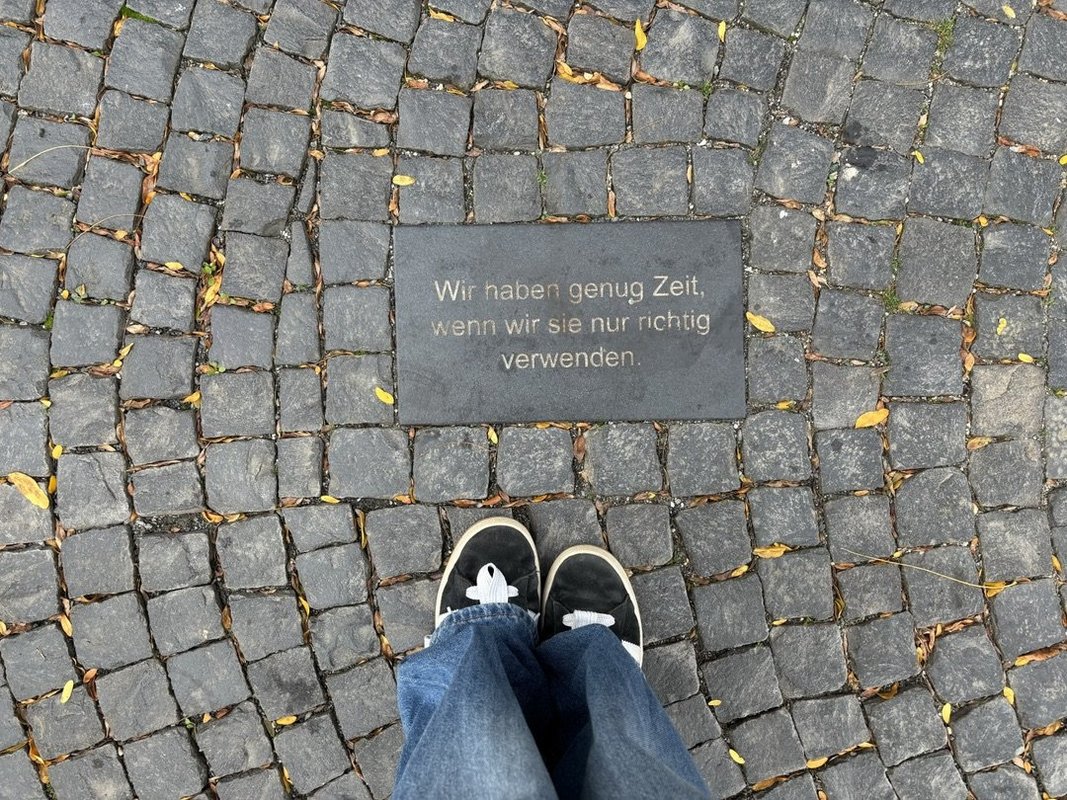 Wir haben genug Zeit,
wenn wir sie nur richtig
verwenden.